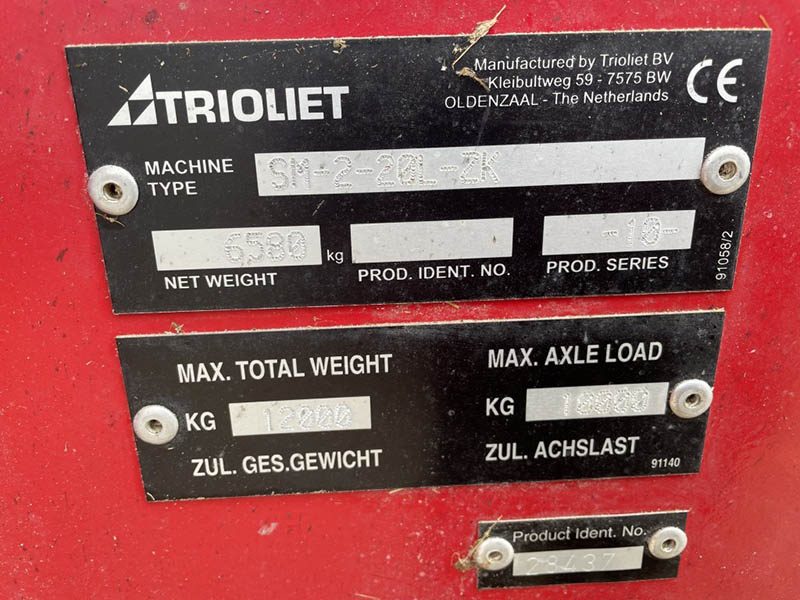 TRIOLIET
Manufactured by Trioliet BV
Kleibultweg 59 - 7575 BW
OLDENZAAL - The Netherlands
CE
MACHINE TYPE
SM-2-20L-ZK
6580 kg
-10-
NET WEIGHT
PROD. IDENT. NO.
PROD. SERIES
91058/2
MAX. TOTAL WEIGHT
MAX. AXLE LOAD
KG 12000
KG 10000
ZUL. GES.GEWICHT
ZUL. ACHSLAST
91140
Product Ident. No.
28437